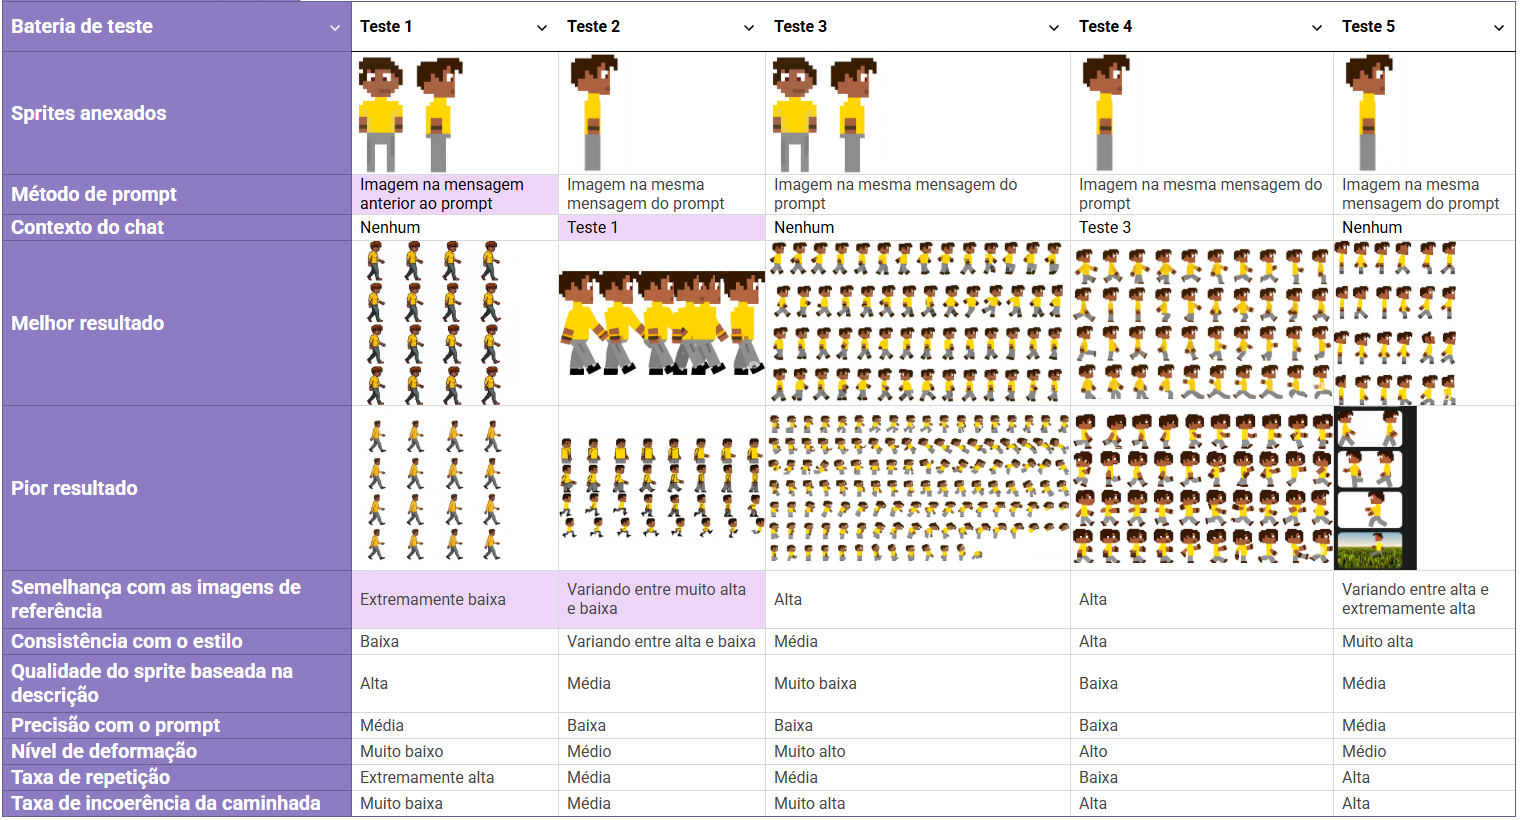 Bateria de teste
Teste 1
Teste 2
Teste 3
Teste 4
Teste 5
Sprites anexados
Método de prompt
Imagem na mensagem
anterior ao prompt
Imagem na mesma
mensagem do prompt
Imagem na mesma mensagem do
prompt
Imagem na mesma mensagem do
prompt
Imagem na mesma
mensagem do prompt
Contexto do chat
Nenhum
Teste 1
Nenhum
Teste 3
Nenhum
Melhor resultado
Pior resultado
Semelhança com as imagens de
referência
Extremamente baixa
Variando entre muito alta
e baixa
Alta
Alta
Variando entre alta e
extremamente alta
Consistência com o estilo
Baixa
Variando entre alta e baixa
Média
Alta
Muito alta
Qualidade do sprite baseada na
descrição
Alta
Média
Muito baixa
Baixa
Média
Precisão com o prompt
Média
Baixa
Baixa
Baixa
Média
Nível de deformação
Muito baixo
Médio
Muito alto
Alto
Médio
Taxa de repetição
Extremamente alta
Média
Média
Baixa
Alta
Taxa de incoerência da caminhada
Muito baixa
Média
Muito alta
Alta
Alta